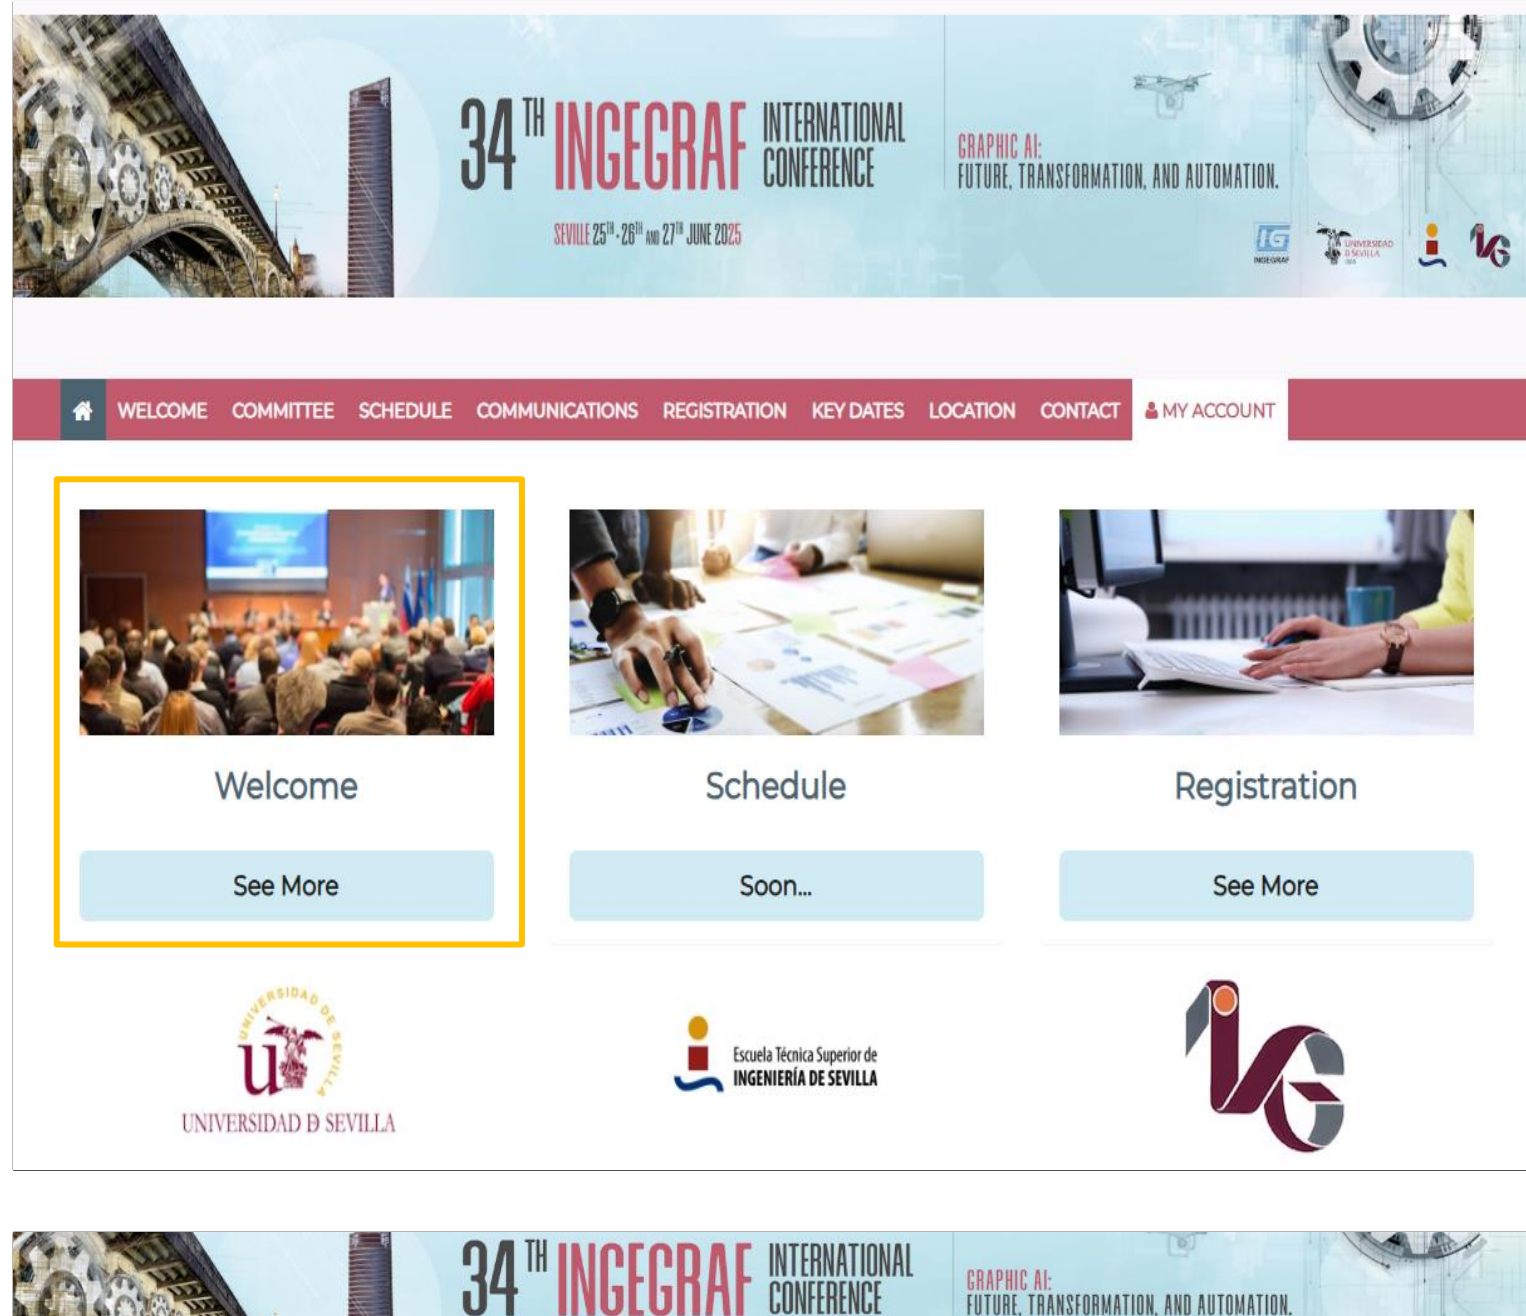 34TH INGEGRAF INTERNATIONAL CONFERENCE
SEVILLE 25TH - 26TH AND 27TH JUNE 2025
GRAPHIC AI:
FUTURE, TRANSFORMATION, AND AUTOMATION.
IG
INGEGRAF
UNIVERSIDAD
D SEVILLA
WELCOME COMMITTEE SCHEDULE COMMUNICATIONS REGISTRATION KEY DATES LOCATION CONTACT MY ACCOUNT
Welcome
Schedule
Registration
See More
Soon...
See More
UNIVERSIDAD DE SEVILLA
UNIVERSIDAD D SEVILLA
Escuela Técnica Superior de
INGENIERÍA DE SEVILLA
34TH INGEGRAF INTERNATIONAL CONFERENCE
GRAPHIC AI:
FUTURE, TRANSFORMATION, AND AUTOMATION.